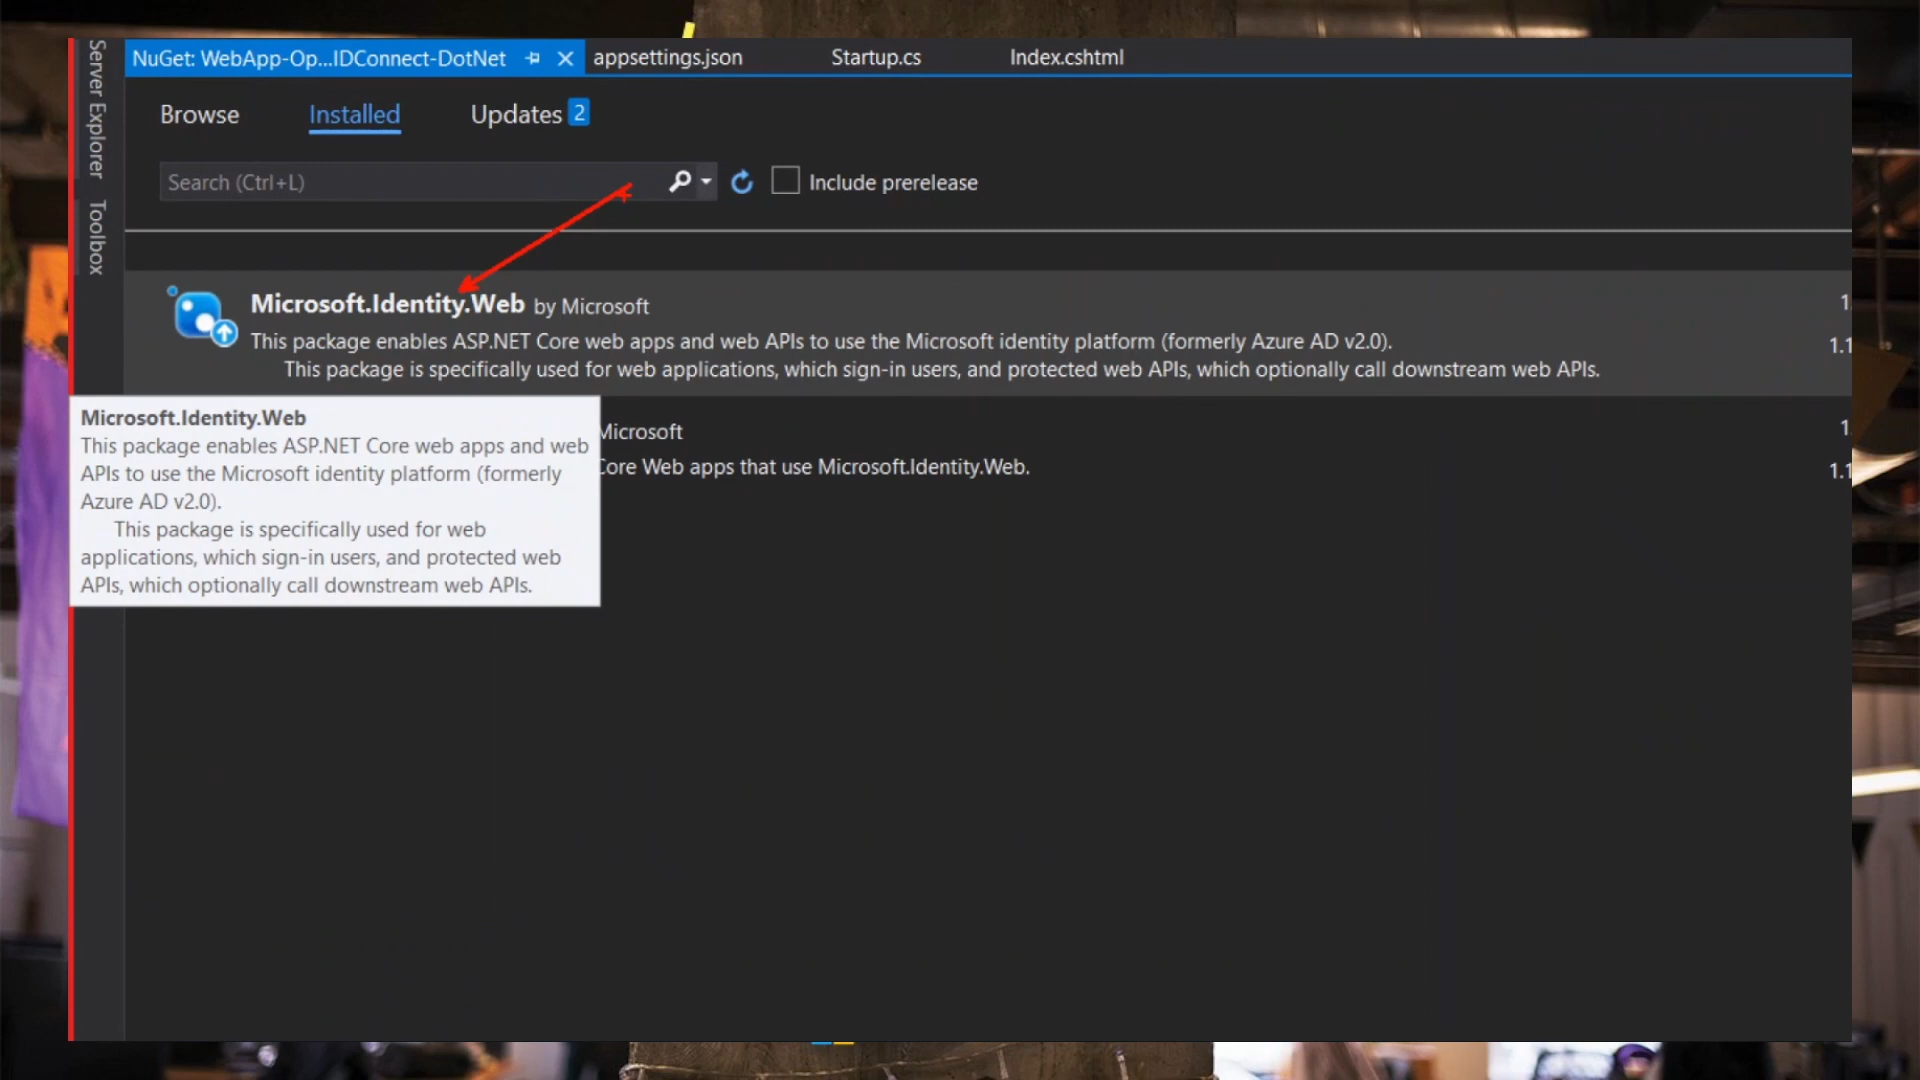 Server Explorer
Toolbox
NuGet: WebApp-Op...IDConnect-DotNet
appsettings.json
Startup.cs
Index.cshtml
Browse
Installed
Updates 2
Search (Ctrl+L)
Include prerelease
Microsoft.Identity.Web by Microsoft
1.
This package enables ASP.NET Core web apps and web APIs to use the Microsoft identity platform (formerly Azure AD v2.0).
1.1
This package is specifically used for web applications, which sign-in users, and protected web APIs, which optionally call downstream web APIs.
Microsoft.Identity.Web
This package enables ASP.NET Core web apps and web
APIs to use the Microsoft identity platform (formerly
Azure AD v2.0).
This package is specifically used for web
applications, which sign-in users, and protected web
APIs, which optionally call downstream web APIs.
Microsoft
1.
Core Web apps that use Microsoft.Identity.Web.
1.1